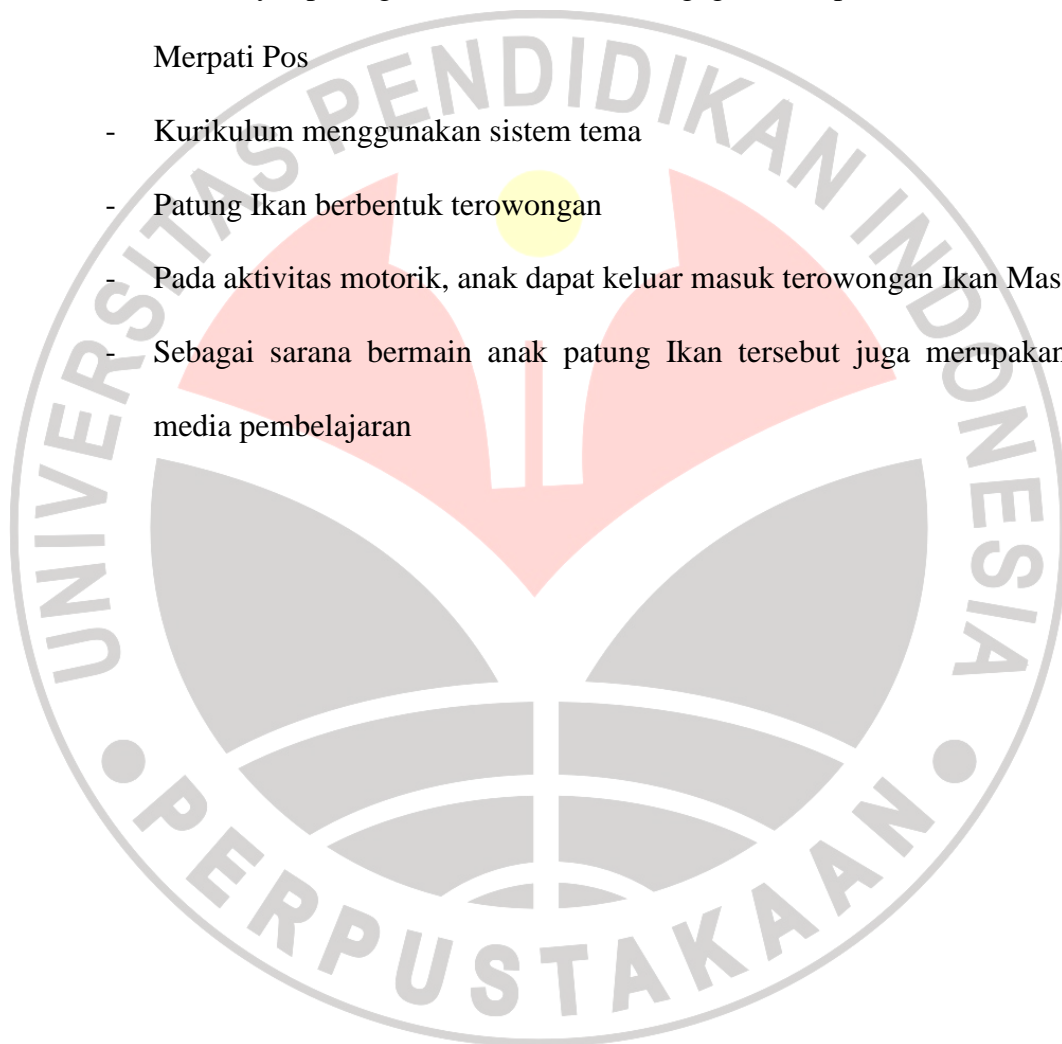 Merpati Pos
- Kurikulum menggunakan sistem tema
- Patung Ikan berbentuk terowongan
- Pada aktivitas motorik, anak dapat keluar masuk terowongan Ikan Mas
- Sebagai sarana bermain anak patung Ikan tersebut juga merupakan
media pembelajaran
UNIVERSITAS PENDIDIKAN INDONESIA
PERPUSTAKAAN